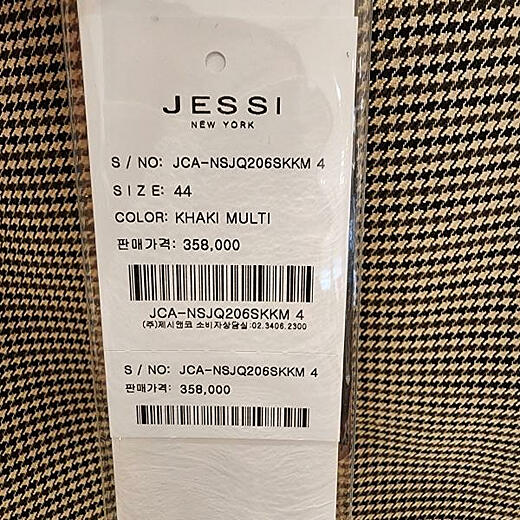 JESSI
NEW YORK
S / NO: JCA-NSJQ206SKKM 4
SIZE: 44
COLOR: KHAKI MULTI
판매가격: 358,000
JCA-NSJQ206SKKM 4
(주)제시앤코 소비자상담실:02.3406.2300
S / NO: JCA-NSJQ206SKKM 4
판매가격: 358,000